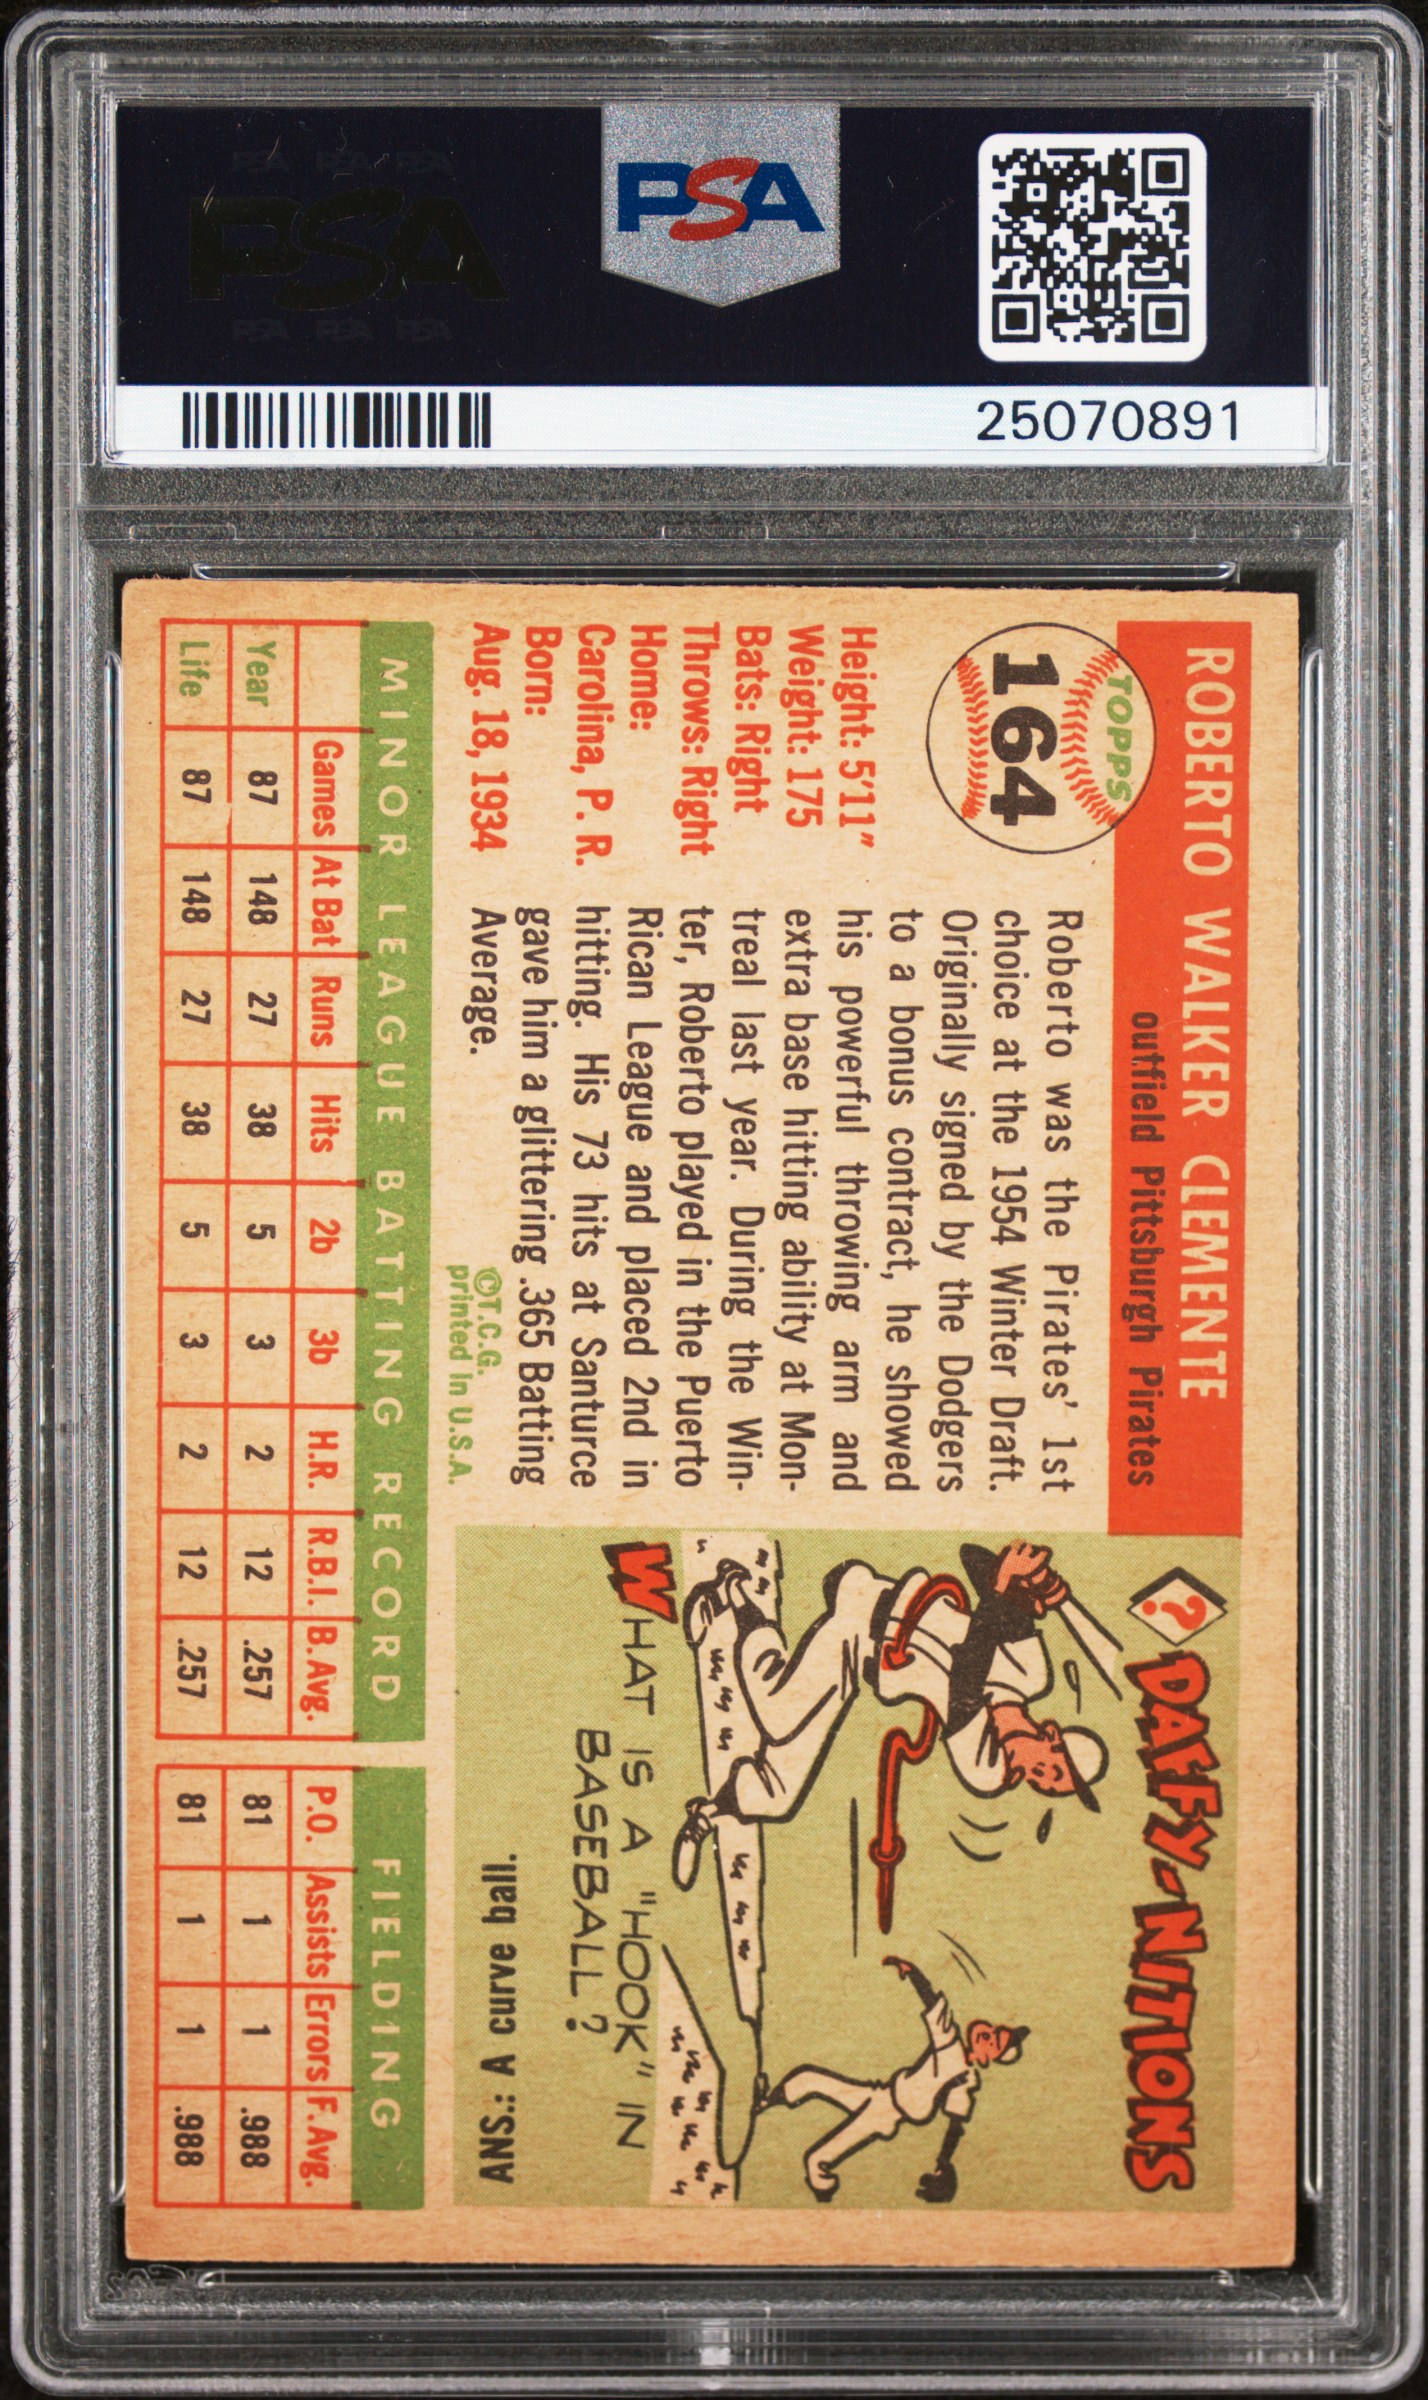 PSA PSA PSA
PSA
PSA PSA PSA
PSA
25070891
ROBERTO WALKER CLEMENTE
outfield Pittsburgh Pirates
TOPPS
164
Height: 5'11"
Weight: 175
Bats: Right
Throws: Right
Home:
Carolina, P. R.
Born:
Aug. 18, 1934
Roberto was the Pirates' 1st
choice at the 1954 Winter Draft.
Originally signed by the Dodgers
to a bonus contract, he showed
his powerful throwing arm and
extra base hitting ability at Mon-
treal last year. During the Win-
ter, Roberto played in the Puerto
Rican League and placed 2nd in
hitting. His 73 hits at Santurce
gave him a glittering .365 Batting
Average.
©T.C.G.
printed in U.S.A.
? DAFFY-NITIONS
WHAT IS A "HOOK" IN
BASEBALL?
ANS.: A curve ball.
MINOR LEAGUE BATTING RECORD
Games At Bat Runs Hits 2b 3b H.R. R.B.I. B.Avg.
Year 87 148 27 38 5 3 2 12 .257
Life 87 148 27 38 5 3 2 12 .257
FIELDING
P.O. Assists Errors F.Avg.
81 1 1 .988
81 1 1 .988